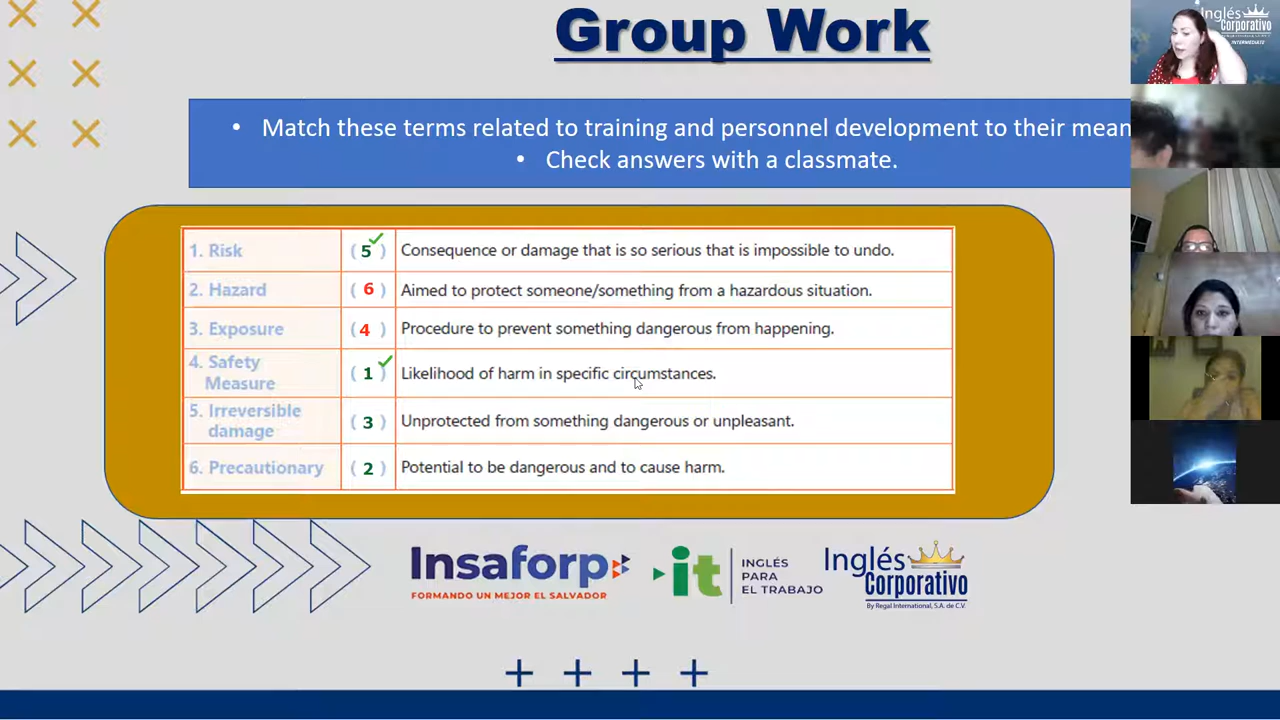 Group Work
• Match these terms related to training and personnel development to their mean
• Check answers with a classmate.
1. Risk ( 5 ) Consequence or damage that is so serious that is impossible to undo.
2. Hazard ( 6 ) Aimed to protect someone/something from a hazardous situation.
3. Exposure ( 4 ) Procedure to prevent something dangerous from happening.
4. Safety
Measure ( 1 ) Likelihood of harm in specific circumstances.
5. Irreversible
damage ( 3 ) Unprotected from something dangerous or unpleasant.
6. Precautionary ( 2 ) Potential to be dangerous and to cause harm.
Insaforp
FORMANDO UN MEJOR EL SALVADOR
it
INGLÉS
PARA
EL TRABAJO
Inglés
Corporativo
By Regal International, S.A. de C.V.
Inglés
Corporativo
INTERMEDIATE